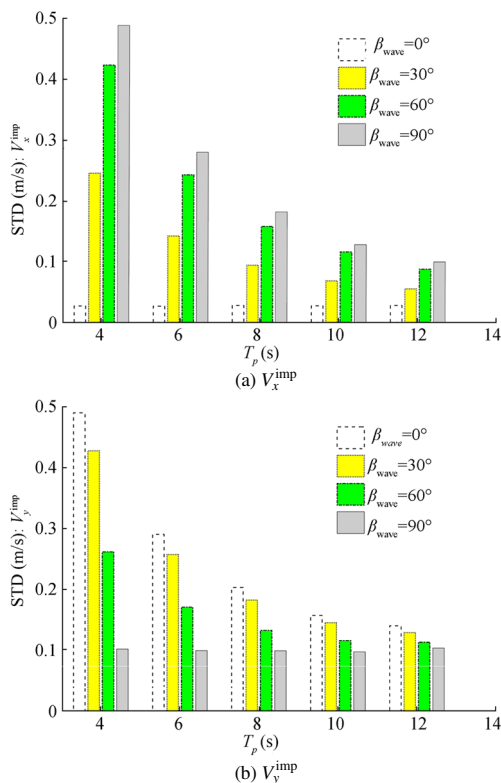 0.5
0.4
0.3
0.2
0.1
0
STD (m/s): V_x^imp
β_wave=0°
β_wave=30°
β_wave=60°
β_wave=90°
4 6 8 10 12 14
T_p (s)
(a) V_x^imp
0.5
0.4
0.3
0.2
0.1
0
STD (m/s): V_y^imp
β_wave=0°
β_wave=30°
β_wave=60°
β_wave=90°
4 6 8 10 12 14
T_p (s)
(b) V_y^imp